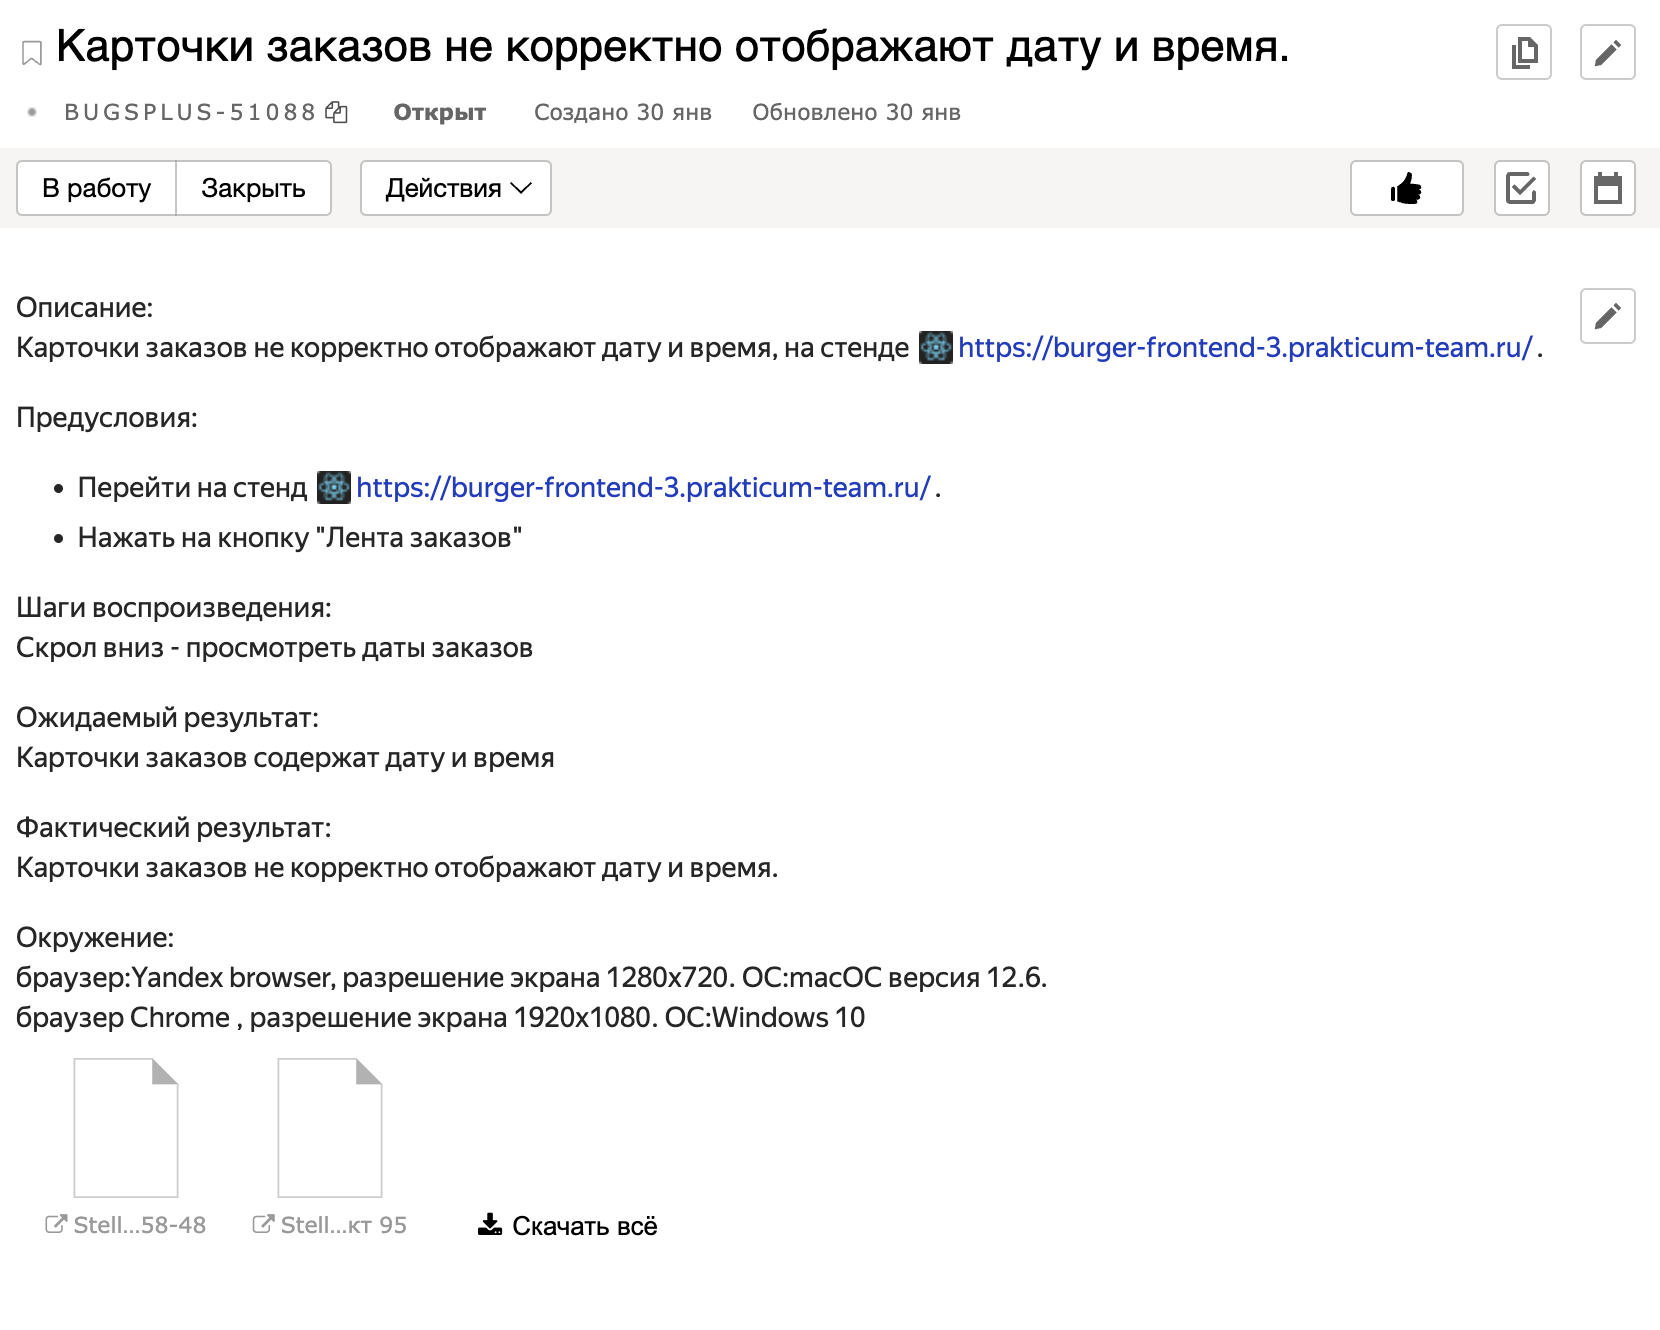 Карточки заказов не корректно отображают дату и время.
BUGSPLUS-51088 Открыт Создано 30 янв Обновлено 30 янв
В работу Закрыть Действия
Описание:
Карточки заказов не корректно отображают дату и время, на стенде https://burger-frontend-3.prakticum-team.ru/ .
Предусловия:
• Перейти на стенд https://burger-frontend-3.prakticum-team.ru/ .
• Нажать на кнопку "Лента заказов"
Шаги воспроизведения:
Скрол вниз - просмотреть даты заказов
Ожидаемый результат:
Карточки заказов содержат дату и время
Фактический результат:
Карточки заказов не корректно отображают дату и время.
Окружение:
браузер:Yandex browser, разрешение экрана 1280x720. ОС:macОС версия 12.6.
браузер Chrome , разрешение экрана 1920x1080. ОС:Windows 10
Stell...58-48 Stell...кт 95 Скачать всё